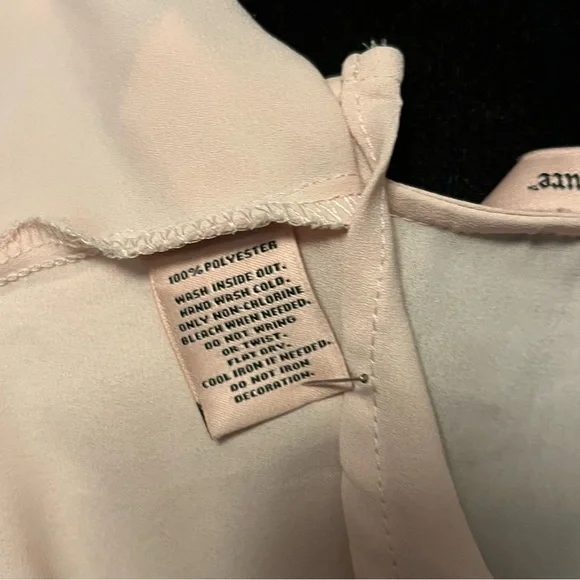 ure™
100% POLYESTER
WASH INSIDE OUT.
HAND WASH COLD.
ONLY NON-CHLORINE
BLEACH WHEN NEEDED.
DO NOT WRING
OR TWIST.
FLAT DRY.
COOL IRON IF NEEDED.
DO NOT IRON
DECORATION.